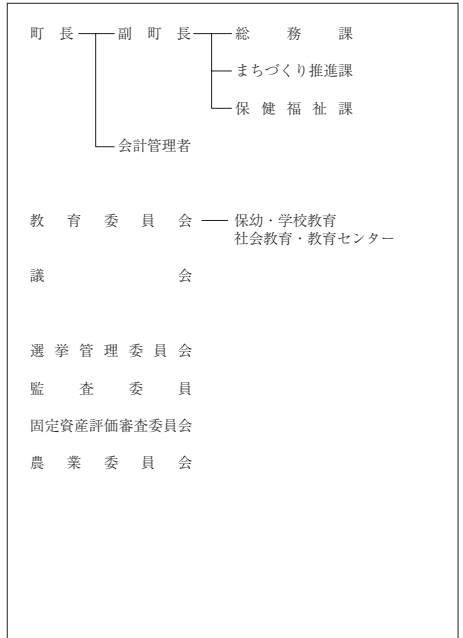 町長 副町長 総務課
まちづくり推進課
保健福祉課
会計管理者
教育委員会 保幼・学校教育
社会教育・教育センター
議会
選挙管理委員会
監査委員
固定資産評価審査委員会
農業委員会